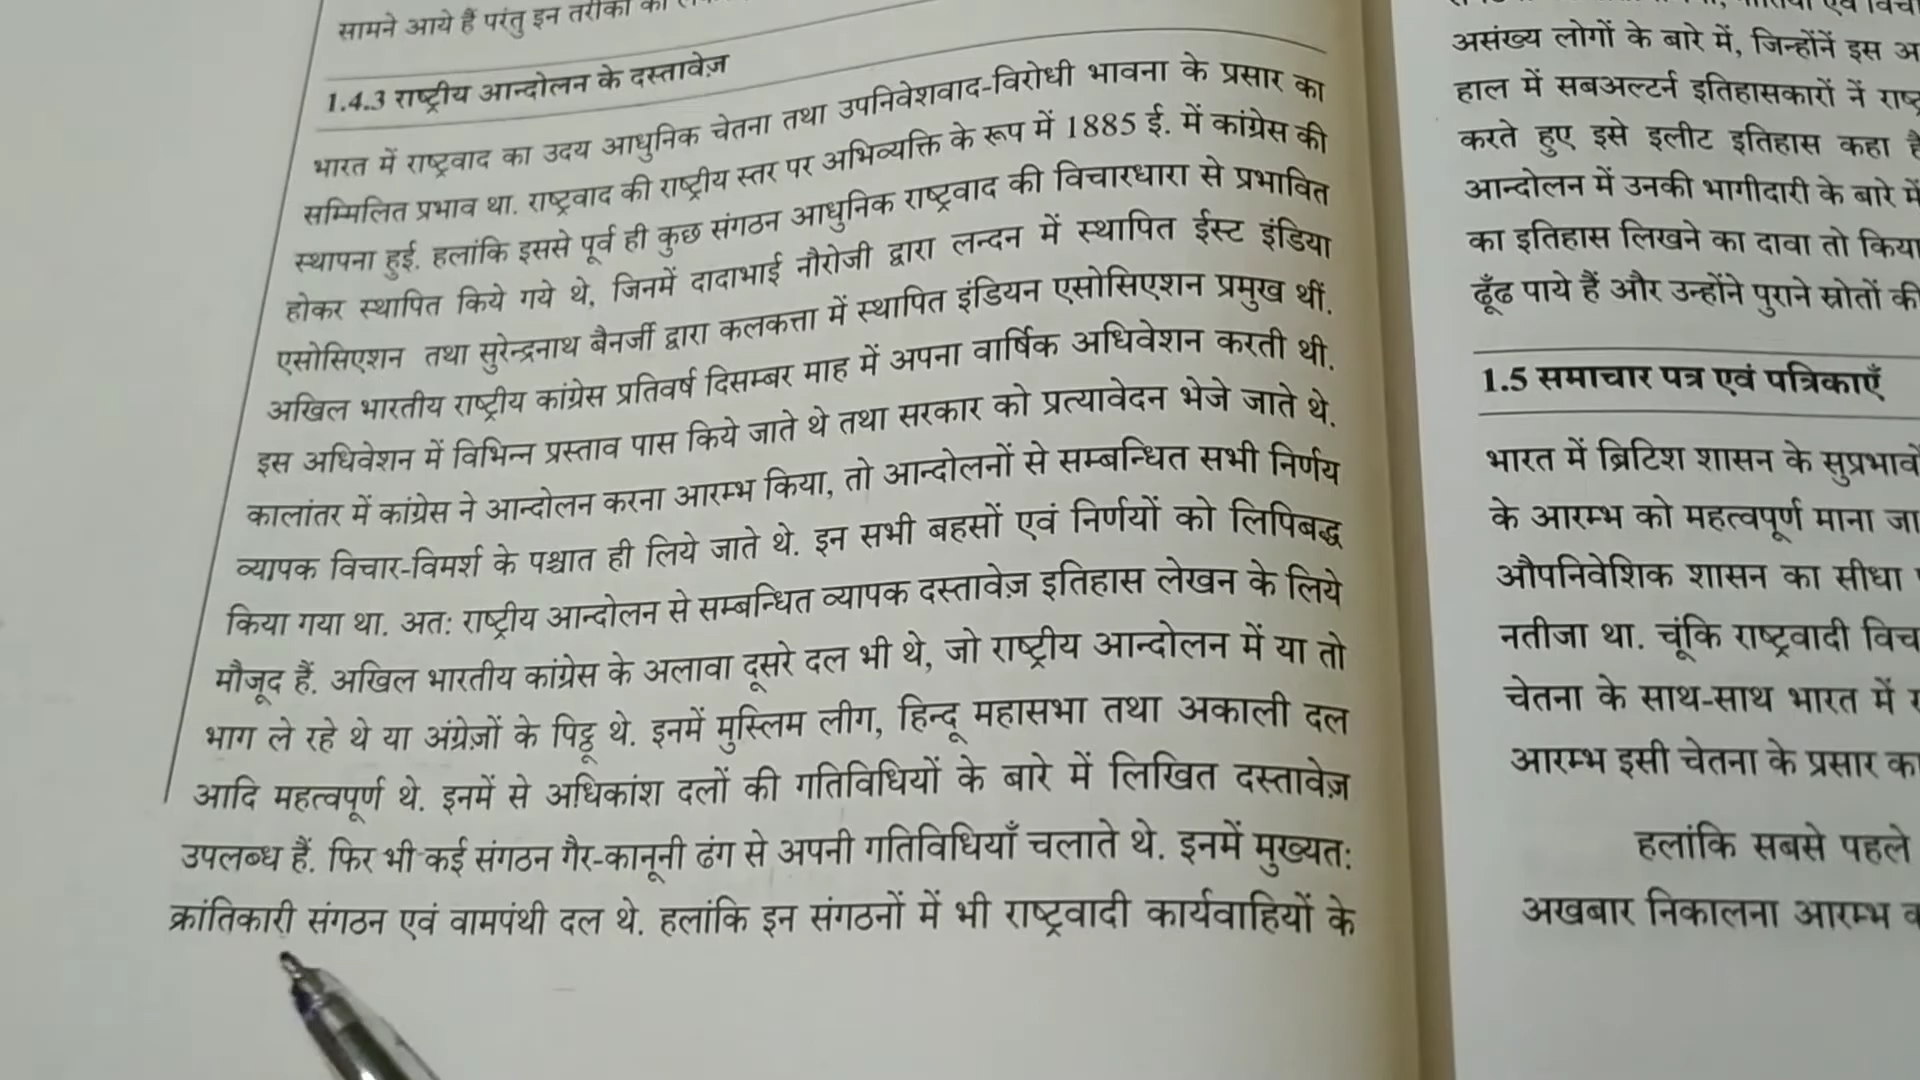 सामने आये हैं परंतु इन तरीकों
1.4.3 राष्ट्रीय आन्दोलन के दस्तावेज़
भारत में राष्ट्रवाद का उदय आधुनिक चेतना तथा उपनिवेशवाद-विरोधी भावना के प्रसार का
सम्मिलित प्रभाव था. राष्ट्रवाद की राष्ट्रीय स्तर पर अभिव्यक्ति के रूप में 1885 ई. में कांग्रेस की
स्थापना हुई. हलांकि इससे पूर्व ही कुछ संगठन आधुनिक राष्ट्रवाद की विचारधारा से प्रभावित
होकर स्थापित किये गये थे, जिनमें दादाभाई नौरोजी द्वारा लन्दन में स्थापित ईस्ट इंडिया
एसोसिएशन तथा सुरेन्द्रनाथ बैनर्जी द्वारा कलकत्ता में स्थापित इंडियन एसोसिएशन प्रमुख थीं.
अखिल भारतीय राष्ट्रीय कांग्रेस प्रतिवर्ष दिसम्बर माह में अपना वार्षिक अधिवेशन करती थी.
इस अधिवेशन में विभिन्न प्रस्ताव पास किये जाते थे तथा सरकार को प्रत्यावेदन भेजे जाते थे.
कालांतर में कांग्रेस ने आन्दोलन करना आरम्भ किया, तो आन्दोलनों से सम्बन्धित सभी निर्णय
व्यापक विचार-विमर्श के पश्चात ही लिये जाते थे. इन सभी बहसों एवं निर्णयों को लिपिबद्ध
किया गया था. अतः राष्ट्रीय आन्दोलन से सम्बन्धित व्यापक दस्तावेज़ इतिहास लेखन के लिये
मौजूद हैं. अखिल भारतीय कांग्रेस के अलावा दूसरे दल भी थे, जो राष्ट्रीय आन्दोलन में या तो
भाग ले रहे थे या अंग्रेज़ों के पिट्ठू थे. इनमें मुस्लिम लीग, हिन्दू महासभा तथा अकाली दल
आदि महत्वपूर्ण थे. इनमें से अधिकांश दलों की गतिविधियों के बारे में लिखित दस्तावेज़
उपलब्ध हैं. फिर भी कई संगठन गैर-कानूनी ढंग से अपनी गतिविधियाँ चलाते थे. इनमें मुख्यतः
क्रांतिकारी संगठन एवं वामपंथी दल थे. हलांकि इन संगठनों में भी राष्ट्रवादी कार्यवाहियों के
असंख्य लोगों के बारे में, जिन्होंनें इस
हाल में सबअल्टर्न इतिहासकारों नें
करते हुए इसे इलीट इतिहास कहा
आन्दोलन में उनकी भागीदारी के बारे में
का इतिहास लिखने का दावा तो किया
ढूँढ पाये हैं और उन्होंने पुराने स्रोतों की
1.5 समाचार पत्र एवं पत्रिकाएँ
भारत में ब्रिटिश शासन के
के आरम्भ को महत्वपूर्ण माना
औपनिवेशिक शासन का सीधा
नतीजा था. चूंकि राष्ट्रवादी
चेतना के साथ-साथ भारत में
आरम्भ इसी चेतना के प्रसार का
हलांकि सबसे पहले
अखबार निकालना आरम्भ